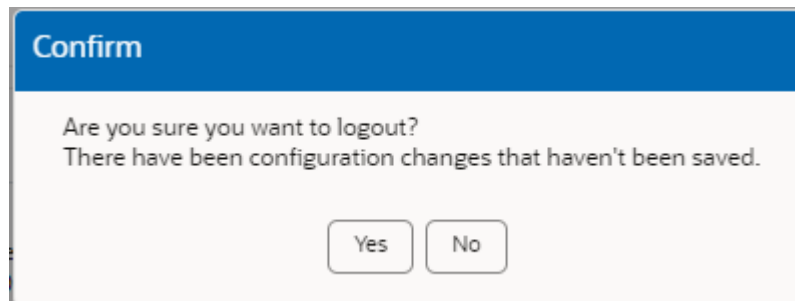 Confirm
Are you sure you want to logout?
There have been configuration changes that haven't been saved.
Yes No